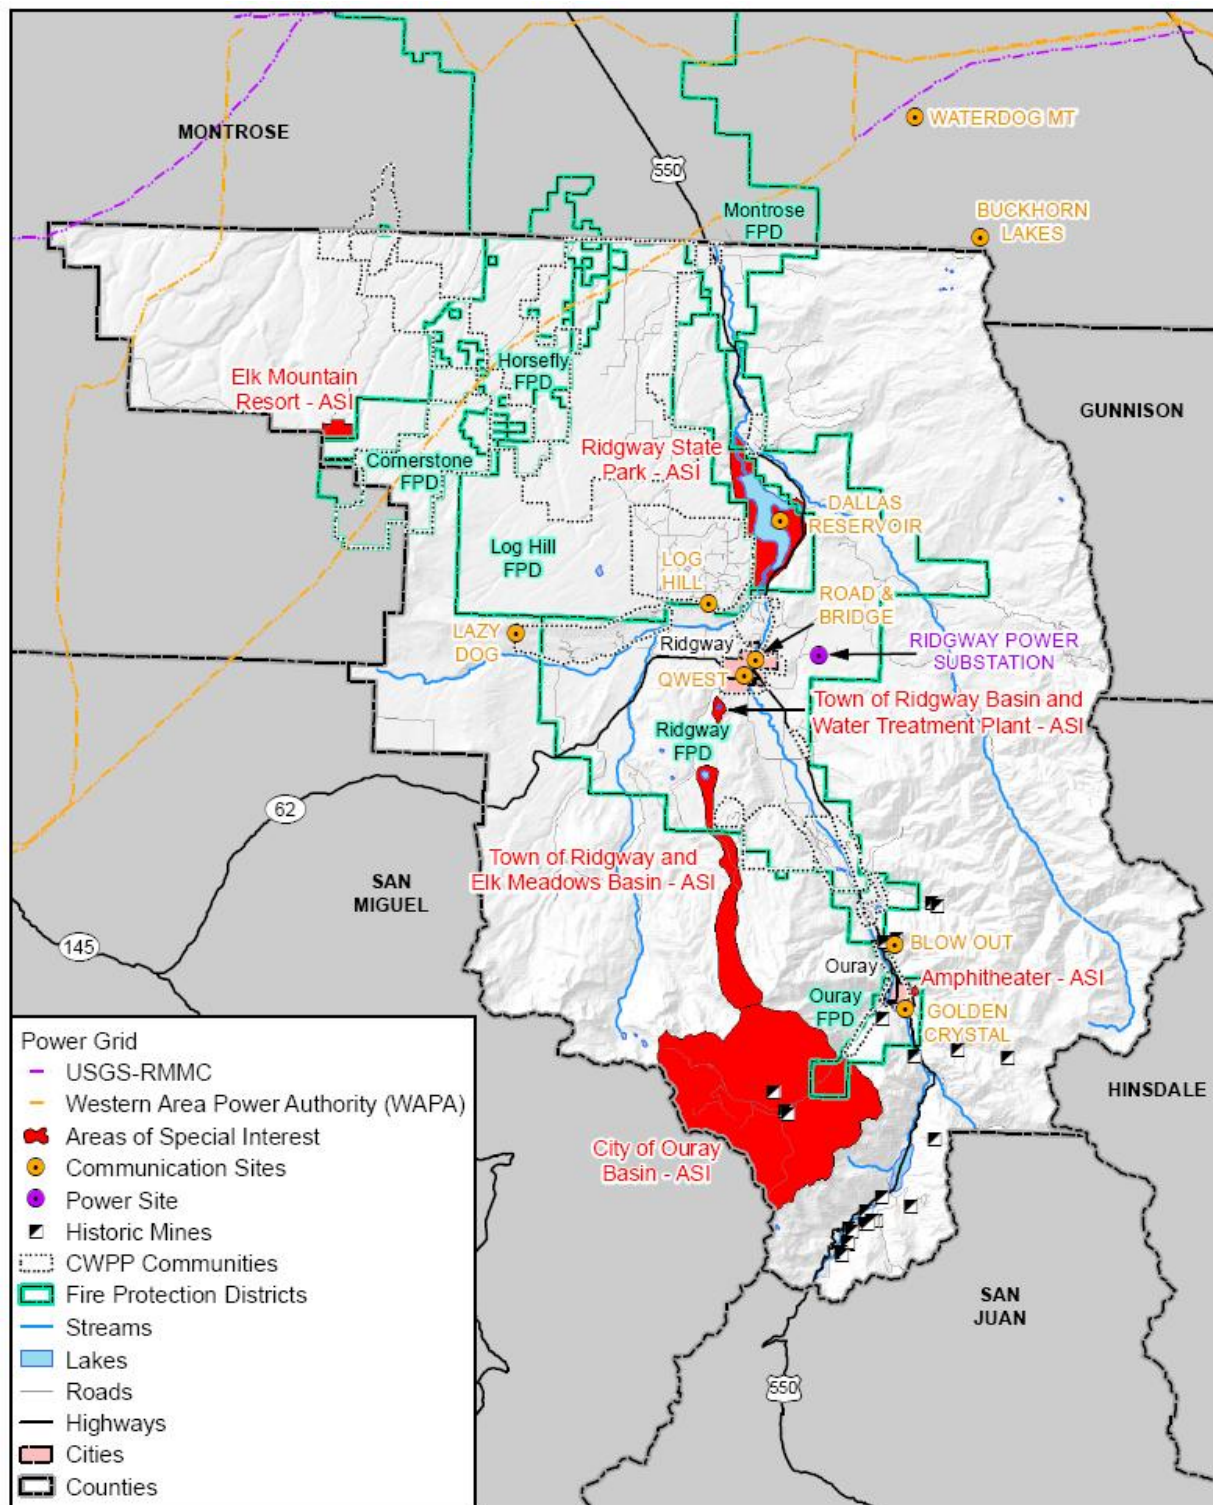 MONTROSE
WATERDOG MT
550
Montrose
FPD
BUCKHORN
LAKES
Elk Mountain
Resort - ASI
Horsefly
FPD
GUNNISON
Cornerstone
FPD
Ridgway State
Park - ASI
DALLAS
RESERVOIR
Log Hill
FPD
LOG
HILL
ROAD &
BRIDGE
LAZY
DOG
Ridgway
RIDGWAY POWER
SUBSTATION
QWEST
Town of Ridgway Basin and
Water Treatment Plant - ASI
Ridgway
FPD
62
Town of Ridgway and
Elk Meadows Basin - ASI
SAN
MIGUEL
145
BLOW OUT
Ouray
Amphitheater - ASI
Ouray
FPD
GOLDEN
CRYSTAL
HINSDALE
City of Ouray
Basin - ASI
SAN
JUAN
550
Power Grid
USGS-RMMC
Western Area Power Authority (WAPA)
Areas of Special Interest
Communication Sites
Power Site
Historic Mines
CWPP Communities
Fire Protection Districts
Streams
Lakes
Roads
Highways
Cities
Counties